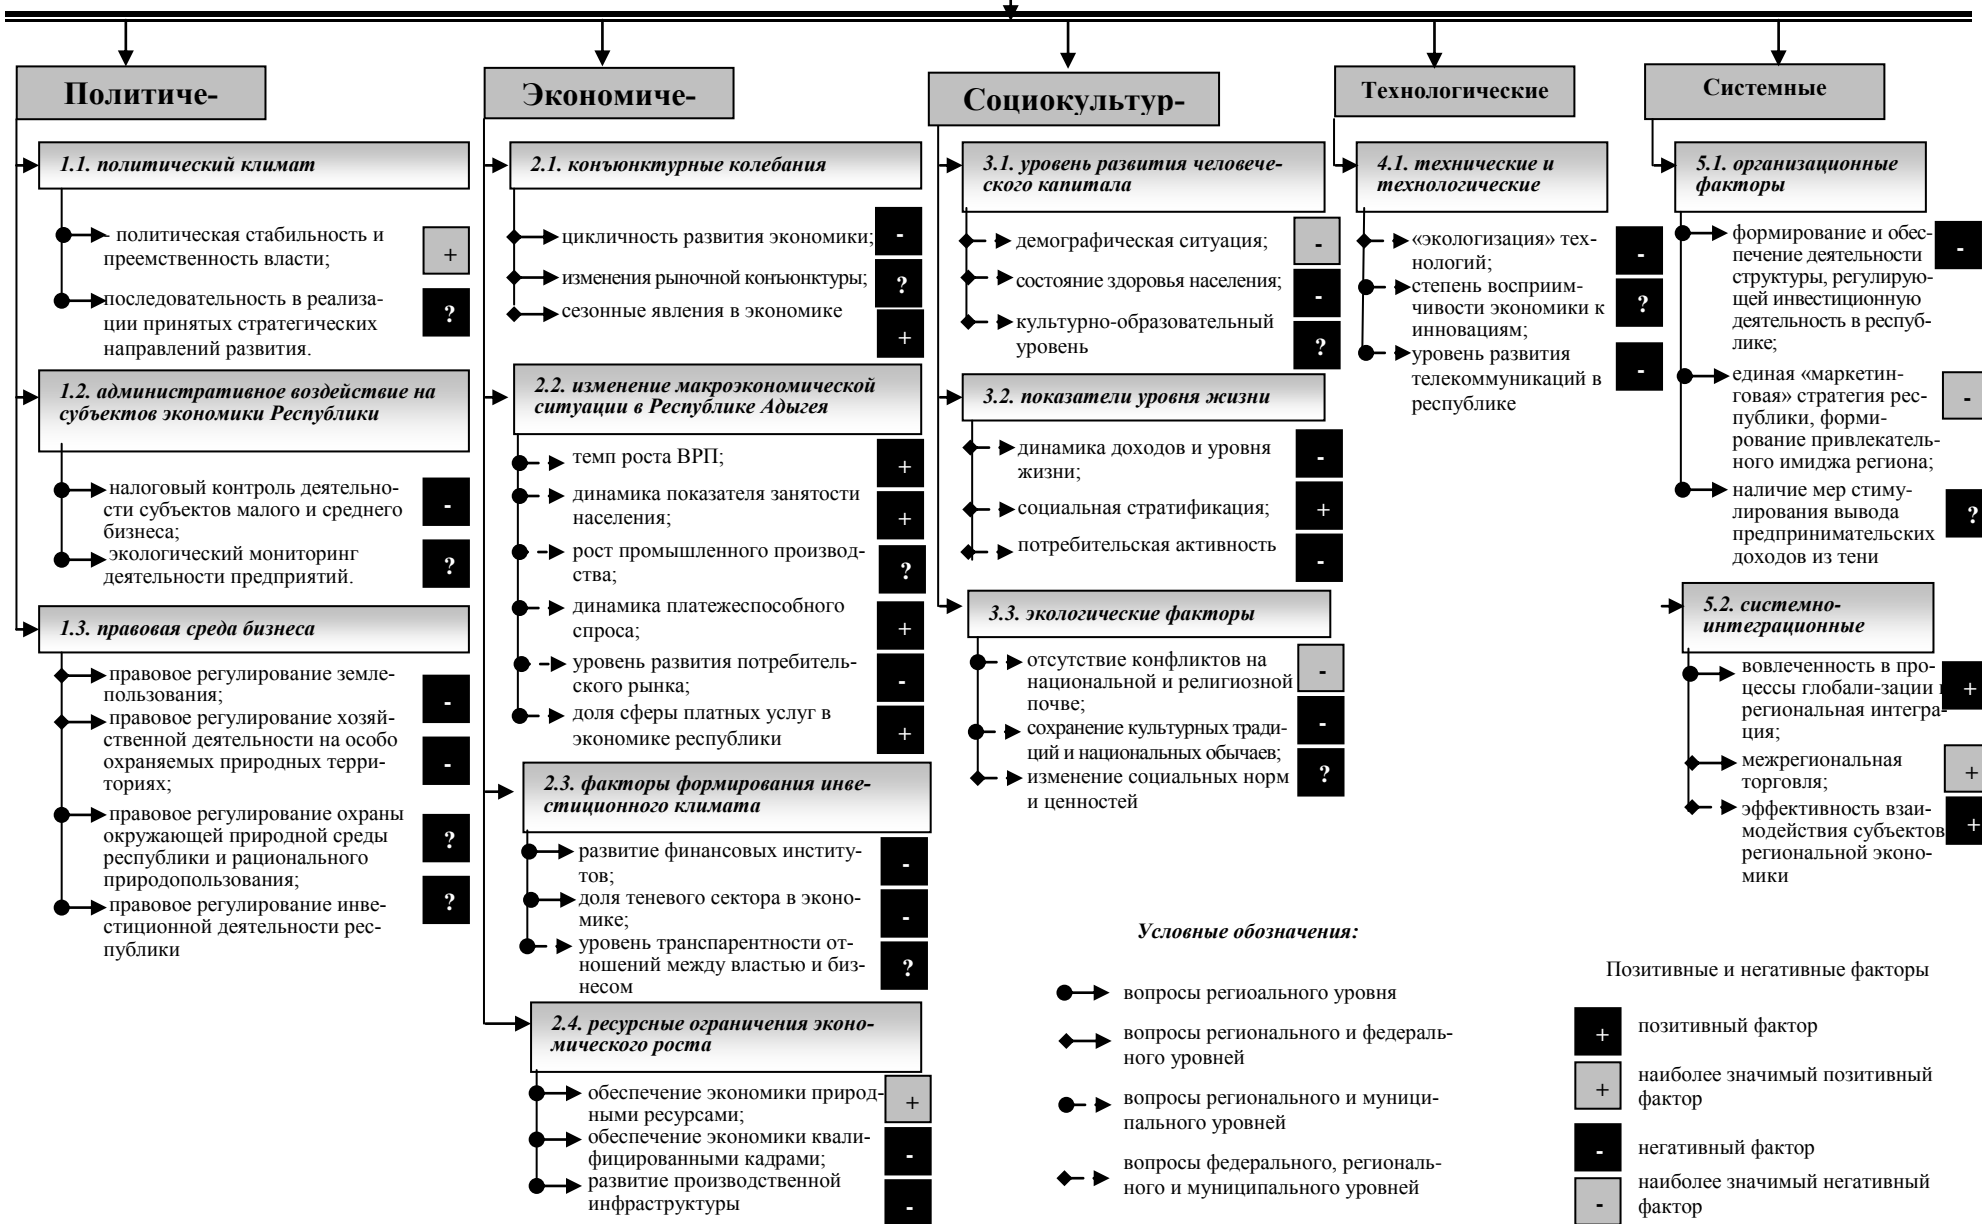 Политиче-
1.1. политический климат
- политическая стабильность и
преемственность власти;
+
последовательность в реализа-
ции принятых стратегических
направлений развития.
?
1.2. административное воздействие на
субъектов экономики Республики
налоговый контроль деятельно-
сти субъектов малого и среднего
бизнеса;
-
экологический мониторинг
деятельности предприятий.
?
1.3. правовая среда бизнеса
правовое регулирование земле-
пользования;
-
правовое регулирование хозяй-
ственной деятельности на особо
охраняемых природных терри-
ториях;
-
правовое регулирование охраны
окружающей природной среды
республики и рационального
природопользования;
?
правовое регулирование инве-
стиционной деятельности рес-
публики
?
Экономиче-
2.1. конъюнктурные колебания
цикличность развития экономики;
-
изменения рыночной конъюнктуры;
?
сезонные явления в экономике
+
2.2. изменение макроэкономической
ситуации в Республике Адыгея
темп роста ВРП;
+
динамика показателя занятости
населения;
+
рост промышленного производ-
ства;
?
динамика платежеспособного
спроса;
+
уровень развития потребитель-
ского рынка;
-
доля сферы платных услуг в
экономике республики
+
2.3. факторы формирования инве-
стиционного климата
развитие финансовых институ-
тов;
-
доля теневого сектора в эконо-
мике;
-
уровень транспарентности от-
ношений между властью и биз-
несом
?
2.4. ресурсные ограничения эконо-
мического роста
обеспечение экономики природ-
ными ресурсами;
+
обеспечение экономики квали-
фицированными кадрами;
-
развитие производственной
инфраструктуры
-
Социокультур-
3.1. уровень развития человече-
ского капитала
демографическая ситуация;
-
состояние здоровья населения;
-
культурно-образовательный
уровень
?
3.2. показатели уровня жизни
динамика доходов и уровня
жизни;
-
социальная стратификация;
+
потребительская активность
-
3.3. экологические факторы
отсутствие конфликтов на
национальной и религиозной
почве;
-
сохранение культурных тради-
ций и национальных обычаев;
-
изменение социальных норм
и ценностей
?
Технологические
4.1. технические и
технологические
«экологизация» тех-
нологий;
-
степень восприим-
чивости экономики к
инновациям;
?
уровень развития
телекоммуникаций в
республике
-
Системные
5.1. организационные
факторы
формирование и обес-
печение деятельности
структуры, регулирую-
щей инвестиционную
деятельность в респуб-
лике;
-
единая «маркетин-
говая» стратегия рес-
публики, форми-
рование привлекатель-
ного имиджа региона;
-
наличие мер стиму-
лирования вывода
предпринимательских
доходов из тени
?
5.2. системно-
интеграционные
вовлеченность в про-
цессы глобали-зации
региональная интегра-
ция;
+
межрегиональная
торговля;
+
эффективность взаи-
модействия субъектов
региональной эконо-
мики
+
Условные обозначения:
вопросы регионого уровня
вопросы регионального и федераль-
ного уровней
вопросы регионального и муници-
пального уровней
вопросы федерального, региональ-
ного и муниципального уровней
Позитивные и негативные факторы
+
позитивный фактор
+
наиболее значимый позитивный
фактор
-
негативный фактор
-
наиболее значимый негативный
фактор